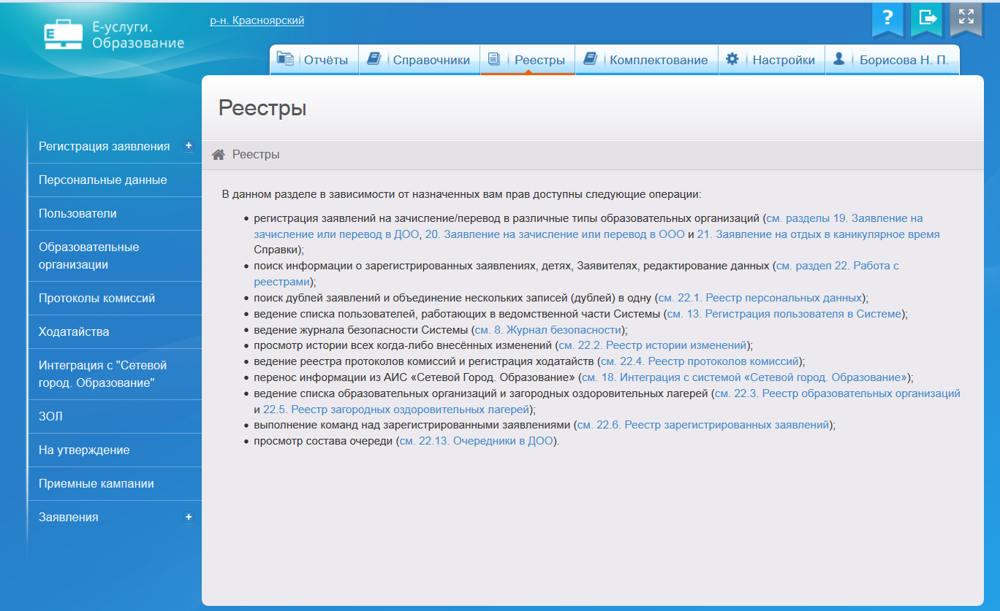 Е-услуги.
Образование
р-н. Красноярский
?
Отчёты
Справочники
Реестры
Комплектование
Настройки
Борисова Н. П.
Реестры
Реестры
Регистрация заявления +
Персональные данные
Пользователи
Образовательные
организации
Протоколы комиссий
Ходатайства
Интеграция с "Сетевой
город. Образование"
ЗОЛ
На утверждение
Приемные кампании
Заявления +
В данном разделе в зависимости от назначенных вам прав доступны следующие операции:
• регистрация заявлений на зачисление/перевод в различные типы образовательных организаций (см. разделы 19. Заявление на
зачисление или перевод в ДОО, 20. Заявление на зачисление или перевод в ООО и 21. Заявление на отдых в каникулярное время
Справки);
• поиск информации о зарегистрированных заявлениях, детях, Заявителях, редактирование данных (см. раздел 22. Работа с
реестрами);
• поиск дублей заявлений и объединение нескольких записей (дублей) в одну (см. 22.1. Реестр персональных данных);
• ведение списка пользователей, работающих в ведомственной части Системы (см. 13. Регистрация пользователя в Системе);
• ведение журнала безопасности Системы (см. 8. Журнал безопасности);
• просмотр истории всех когда-либо внесённых изменений (см. 22.2. Реестр истории изменений);
• ведение реестра протоколов комиссий и регистрация ходатайств (см. 22.4. Реестр протоколов комиссий);
• перенос информации из АИС «Сетевой Город. Образование» (см. 18. Интеграция с системой «Сетевой город. Образование»);
• ведение списка образовательных организаций и загородных оздоровительных лагерей (см. 22.3. Реестр образовательных организаций
и 22.5. Реестр загородных оздоровительных лагерей);
• выполнение команд над зарегистрированными заявлениями (см. 22.6. Реестр зарегистрированных заявлений);
• просмотр состава очереди (см. 22.13. Очередники в ДОО).